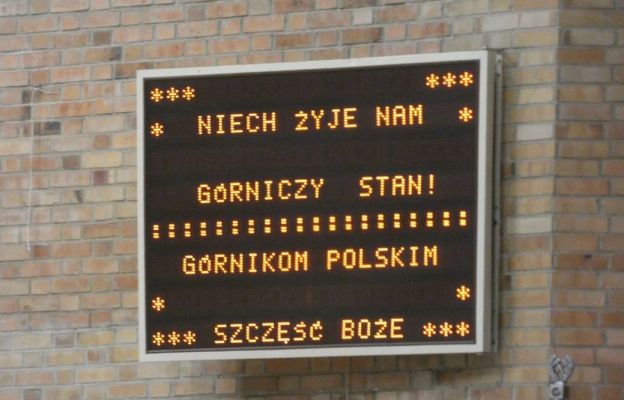 *** ***
* NIECH ŻYJE NAM *
GÓRNICZY STAN!
::::::::::::::::::::
GÓRNIKOM POLSKIM
* *
*** SZCZĘŚĆ BOŻE ***